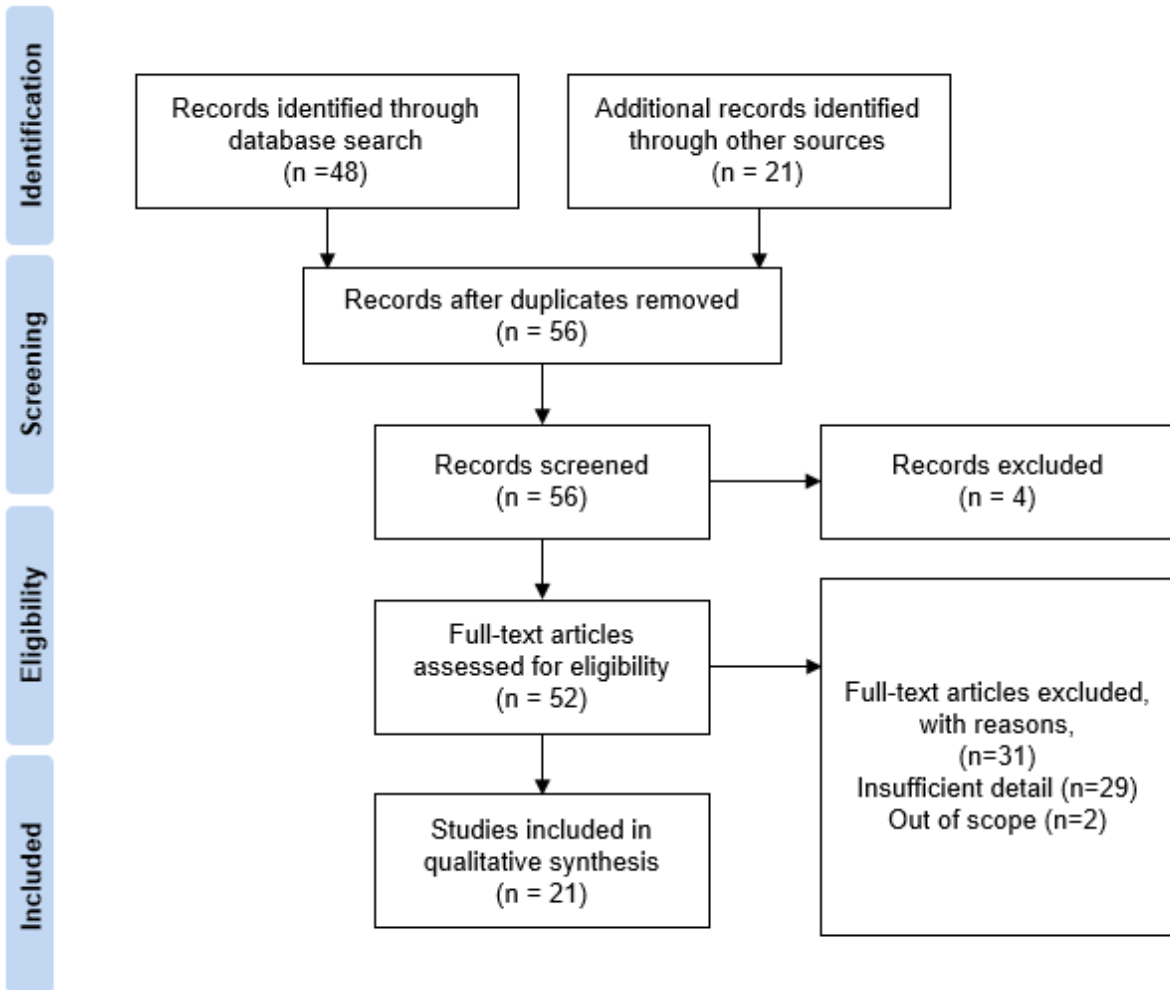 Identification
Records identified through
database search
(n =48)
Additional records identified
through other sources
(n = 21)
Screening
Records after duplicates removed
(n = 56)
Records screened
(n = 56)
Records excluded
(n = 4)
Eligibility
Full-text articles
assessed for eligibility
(n = 52)
Full-text articles excluded,
with reasons,
(n=31)
Insufficient detail (n=29)
Out of scope (n=2)
Included
Studies included in
qualitative synthesis
(n = 21)